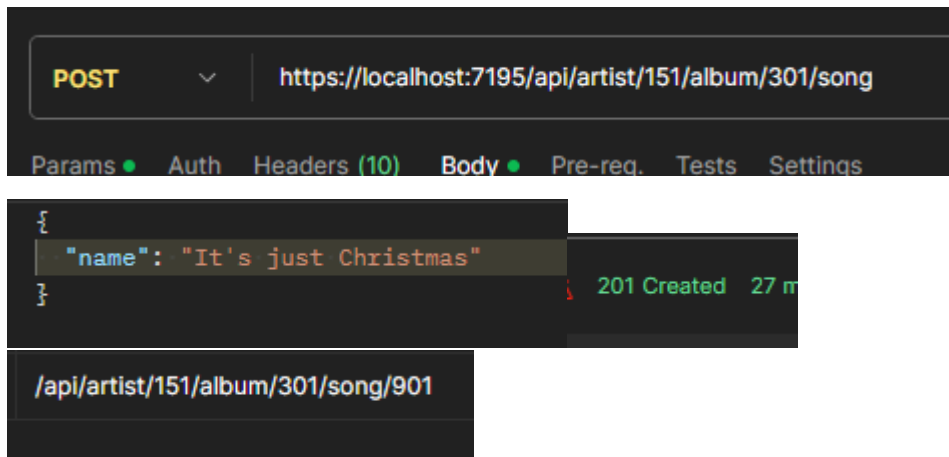 POST https://localhost:7195/api/artist/151/album/301/song
Params Auth Headers (10) Body Pre-req. Tests Settings
{
"name": "It's just Christmas"
}
201 Created 27 m
/api/artist/151/album/301/song/901